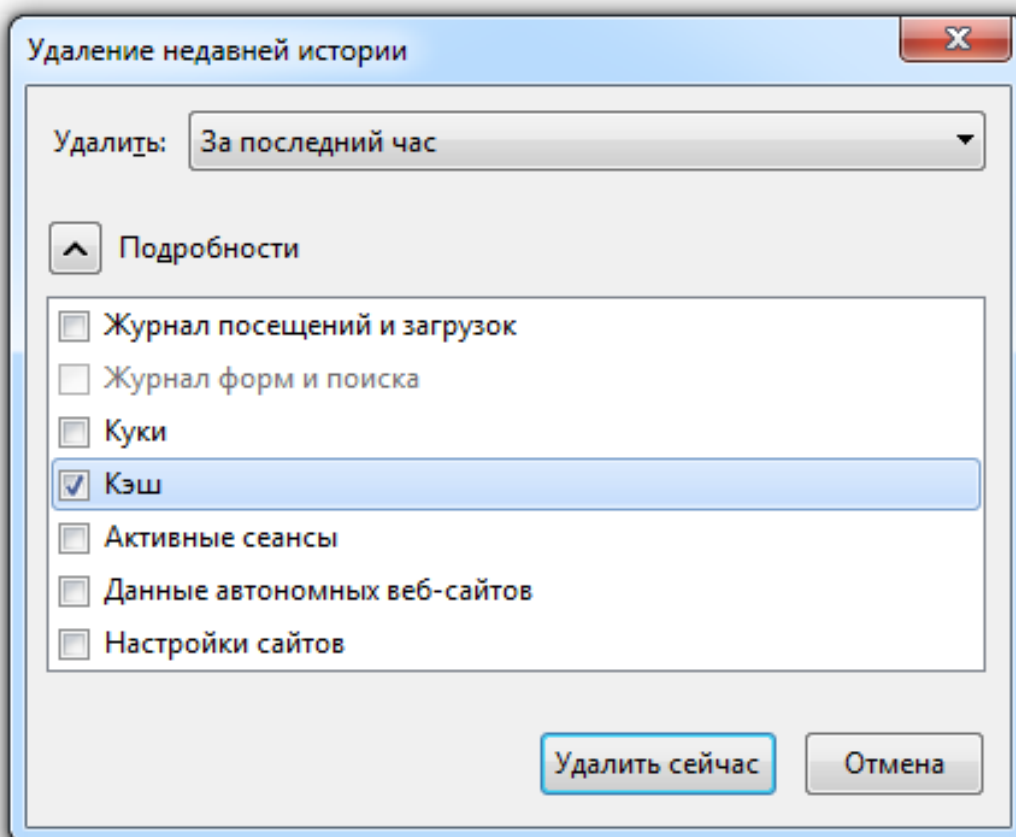 Удаление недавней истории
Удалить: За последний час
Подробности
Журнал посещений и загрузок
Журнал форм и поиска
Куки
Кэш
Активные сеансы
Данные автономных веб-сайтов
Настройки сайтов
Удалить сейчас Отмена